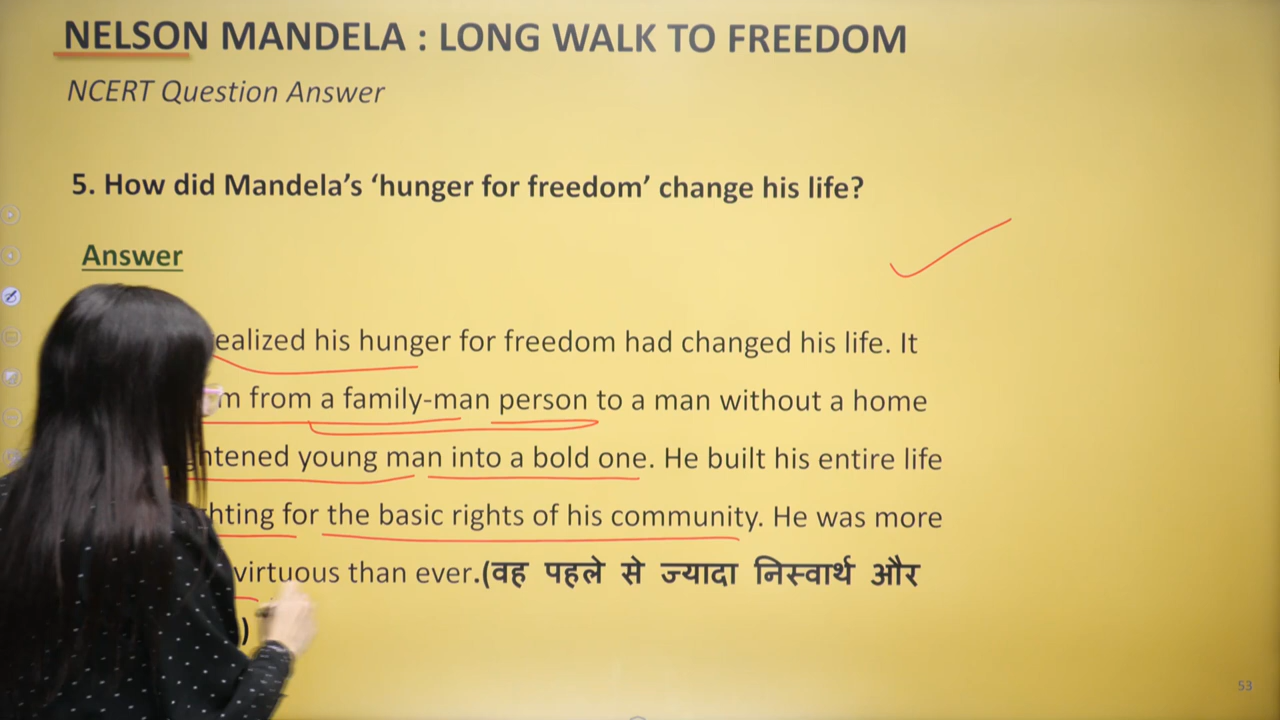 NELSON MANDELA : LONG WALK TO FREEDOM
NCERT Question Answer
5. How did Mandela’s ‘hunger for freedom’ change his life?
Answer
his hunger for freedom had changed his life. It
from a family-man person to a man without a home
young man into a bold one. He built his entire life
for the basic rights of his community. He was more
virtuous than ever.(वह पहले से ज्यादा निस्वार्थ और
)
53